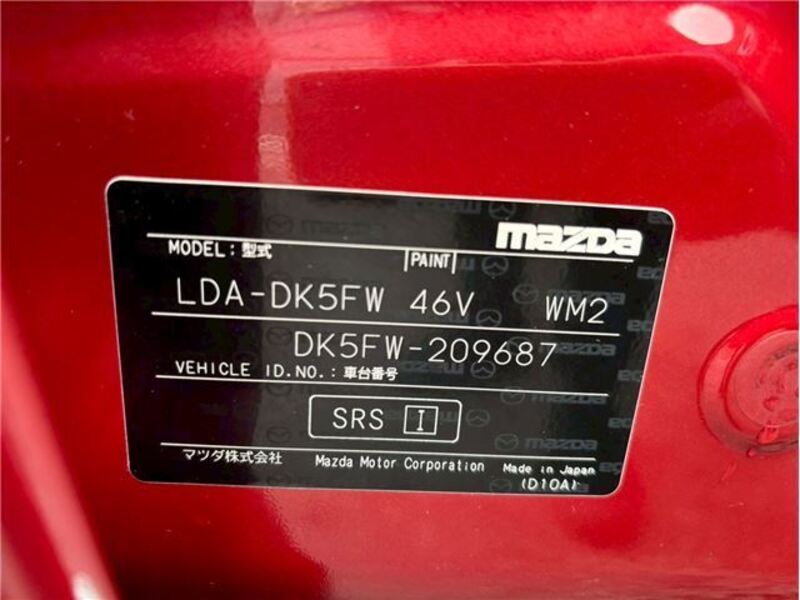 mazda
MODEL：型式 PAINT
LDA-DK5FW 46V WM2
DK5FW-209687
VEHICLE ID.NO.：車台番号
SRS I
マツダ株式会社 Mazda Motor Corporation Made in Japan
(D10A)